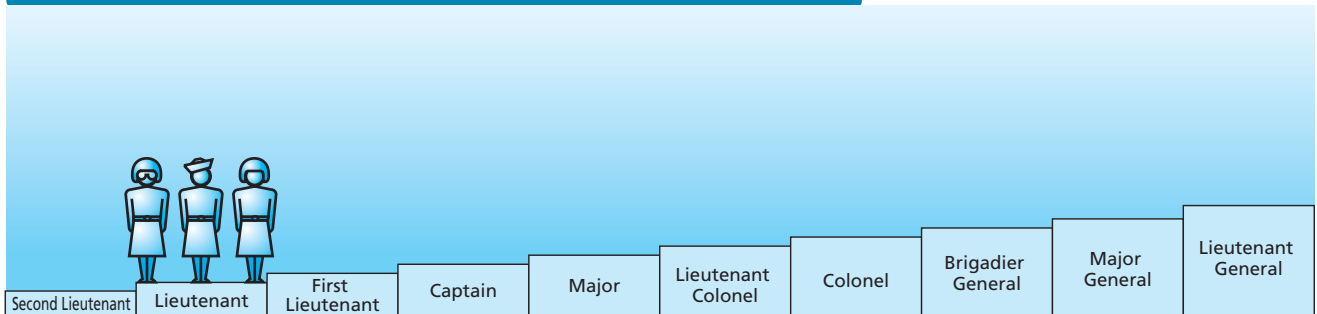 Second Lieutenant
Lieutenant
First
Lieutenant
Captain
Major
Lieutenant
Colonel
Colonel
Brigadier
General
Major
General
Lieutenant
General